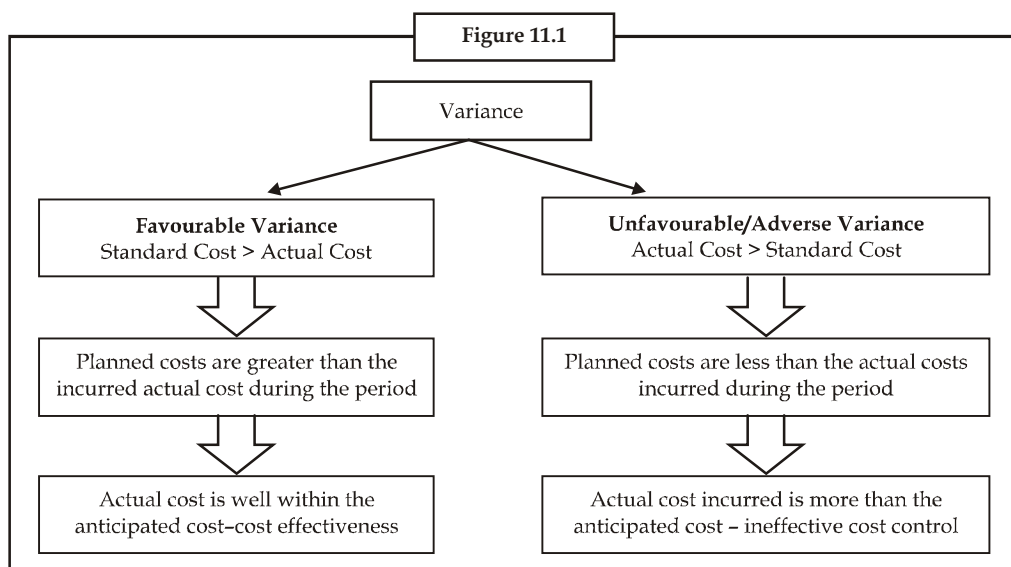 Figure 11.1
Variance
Favourable Variance
Standard Cost > Actual Cost
Unfavourable/Adverse Variance
Actual Cost > Standard Cost
Planned costs are greater than the
incurred actual cost during the period
Planned costs are less than the actual costs
incurred during the period
Actual cost is well within the
anticipated cost–cost effectiveness
Actual cost incurred is more than the
anticipated cost – ineffective cost control